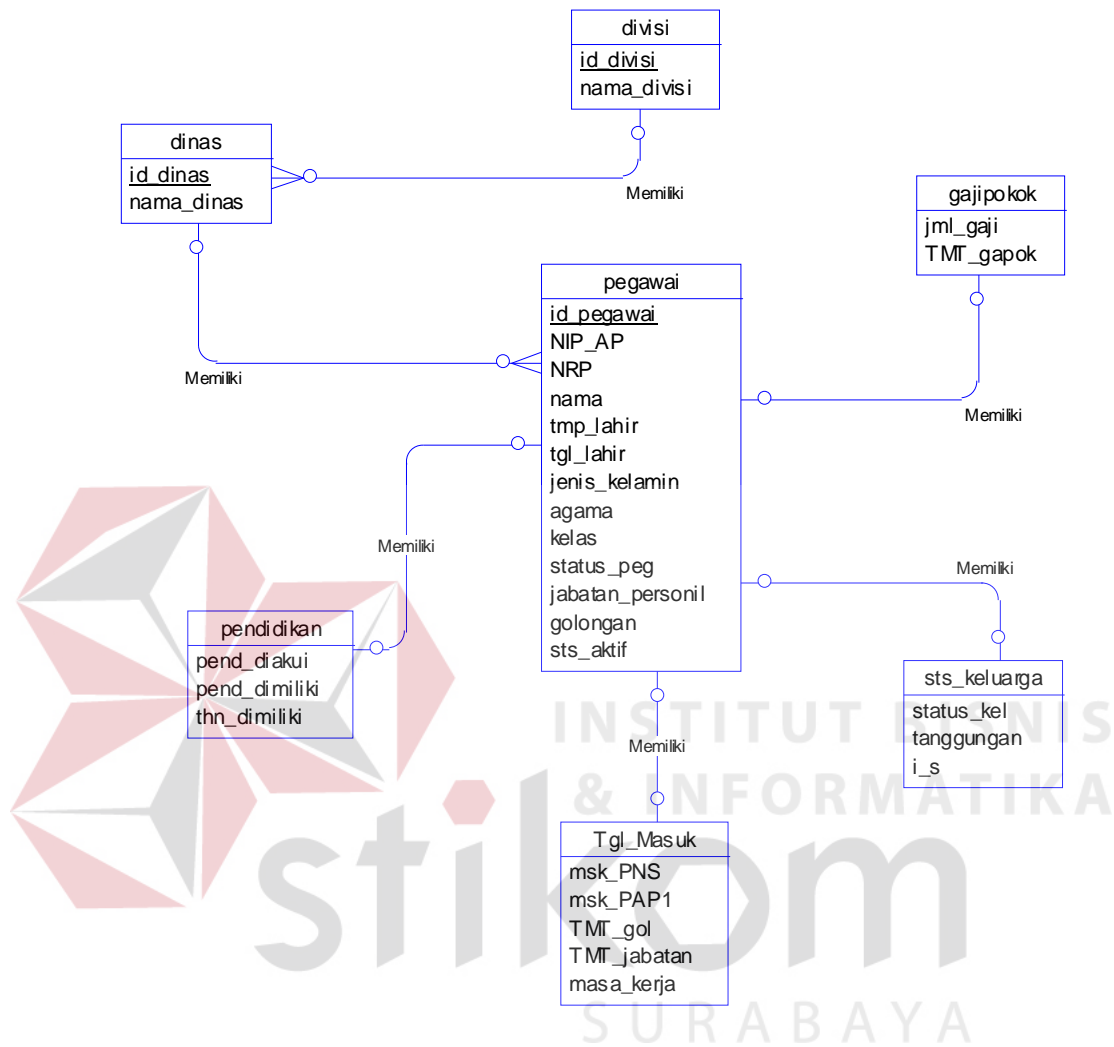 divisi
id_divisi
nama_divisi
dinas
id_dinas
nama_dinas
Memiliki
gajipokok
jml_gaji
TMT_gapok
pegawai
id_pegawai
NIP_AP
NRP
nama
tmp_lahir
tgl_lahir
jenis_kelamin
agama
kelas
status_peg
jabatan_personil
golongan
sts_aktif
Memiliki
Memiliki
Memiliki
Memiliki
pendidikan
pend_diakui
pend_dimiliki
thn_dimiliki
sts_keluarga
status_kel
tanggungan
i_s
Memiliki
Tgl_Masuk
msk_PNS
msk_PAP1
TMT_gol
TMT_jabatan
masa_kerja
INSTITUT BISNIS
& INFORMATIKA
stikom
SURABAYA